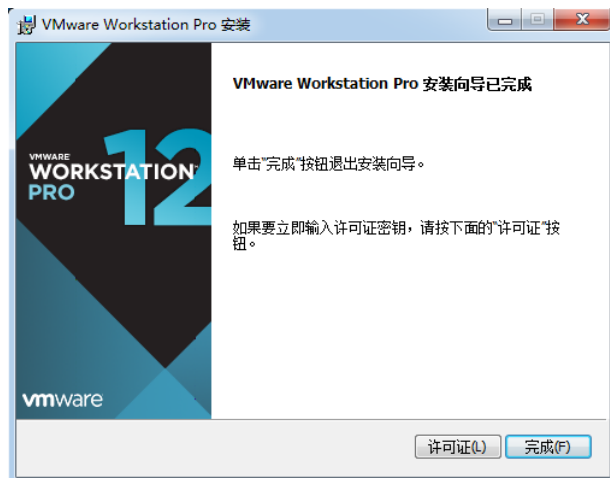 VMware Workstation Pro 安装
VMware Workstation Pro 安装向导已完成
单击"完成"按钮退出安装向导。
如果要立即输入许可证密钥，请按下面的"许可证"按
钮。
VMWARE
WORKSTATION
PRO
12
vmware
许可证(L)
完成(F)